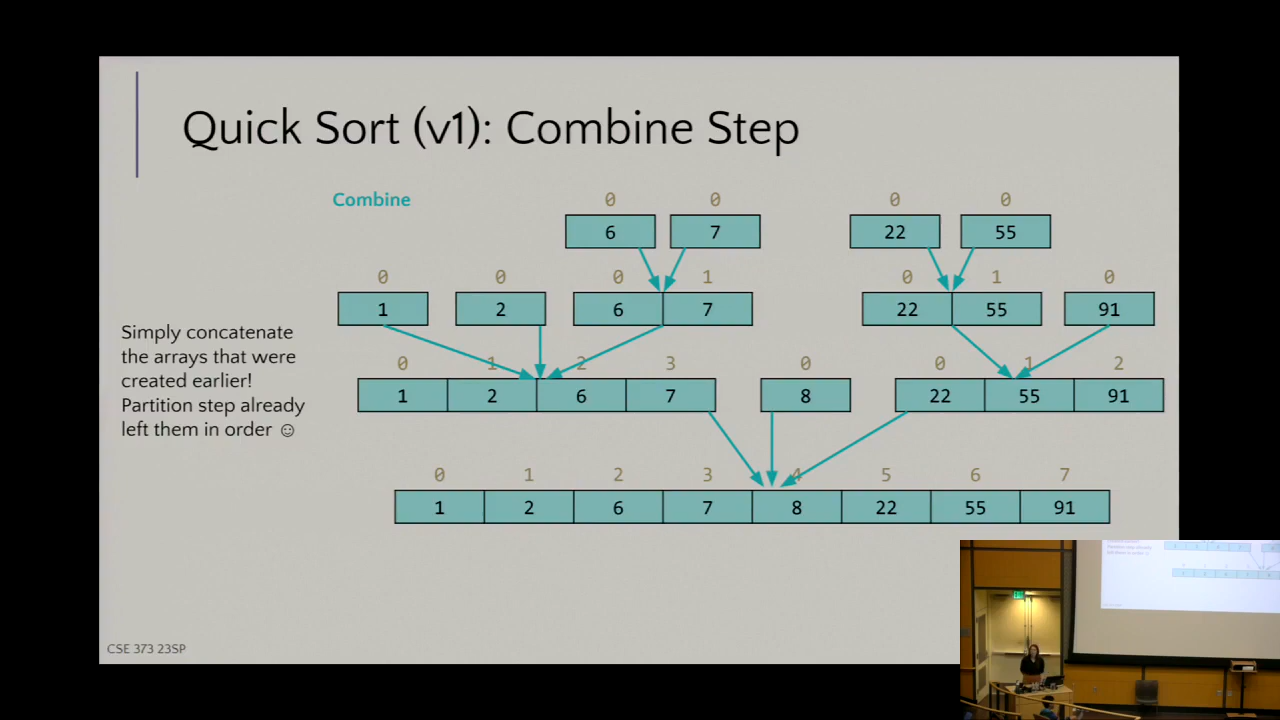 Quick Sort (v1): Combine Step
Combine
0 0 0 0
6 7 22 55
0 0 0 1 0 1 0
1 2 6 7 22 55 91
Simply concatenate
the arrays that were
created earlier!
Partition step already
left them in order ☺
0 1 2 3 0 0 1 2
1 2 6 7 8 22 55 91
0 1 2 3 4 5 6 7
1 2 6 7 8 22 55 91
CSE 373 23SP